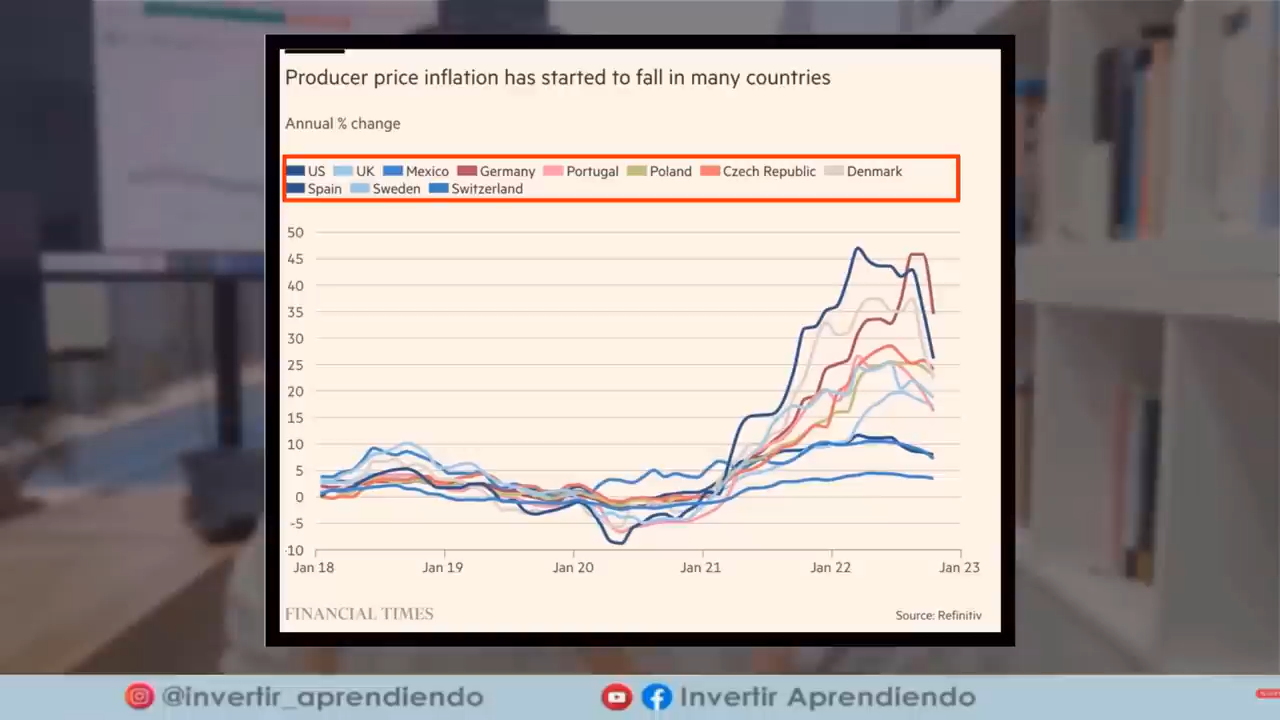 Producer price inflation has started to fall in many countries
Annual % change
US UK Mexico Germany Portugal Poland Czech Republic Denmark
Spain Sweden Switzerland
50
45
40
35
30
25
20
15
10
5
0
-5
-10
Jan 18 Jan 19 Jan 20 Jan 21 Jan 22 Jan 23
FINANCIAL TIMES Source: Refinitiv
@invertir_aprendiendo Invertir Aprendiendo